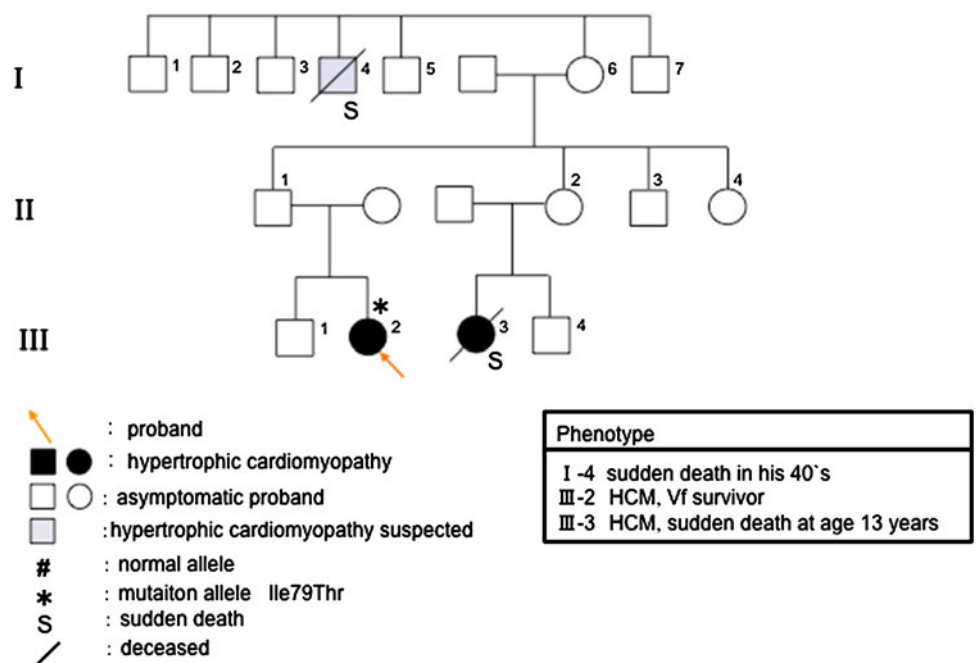 I
1
2
3
4
5
6
7
S
II
1
2
3
4
III
1
*
2
3
4
S
: proband
: hypertrophic cardiomyopathy
: asymptomatic proband
:hypertrophic cardiomyopathy suspected
# : normal allele
* : mutaiton allele Ile79Thr
S : sudden death
: deceased
Phenotype
I-4 sudden death in his 40`s
III-2 HCM, Vf survivor
III-3 HCM, sudden death at age 13 years